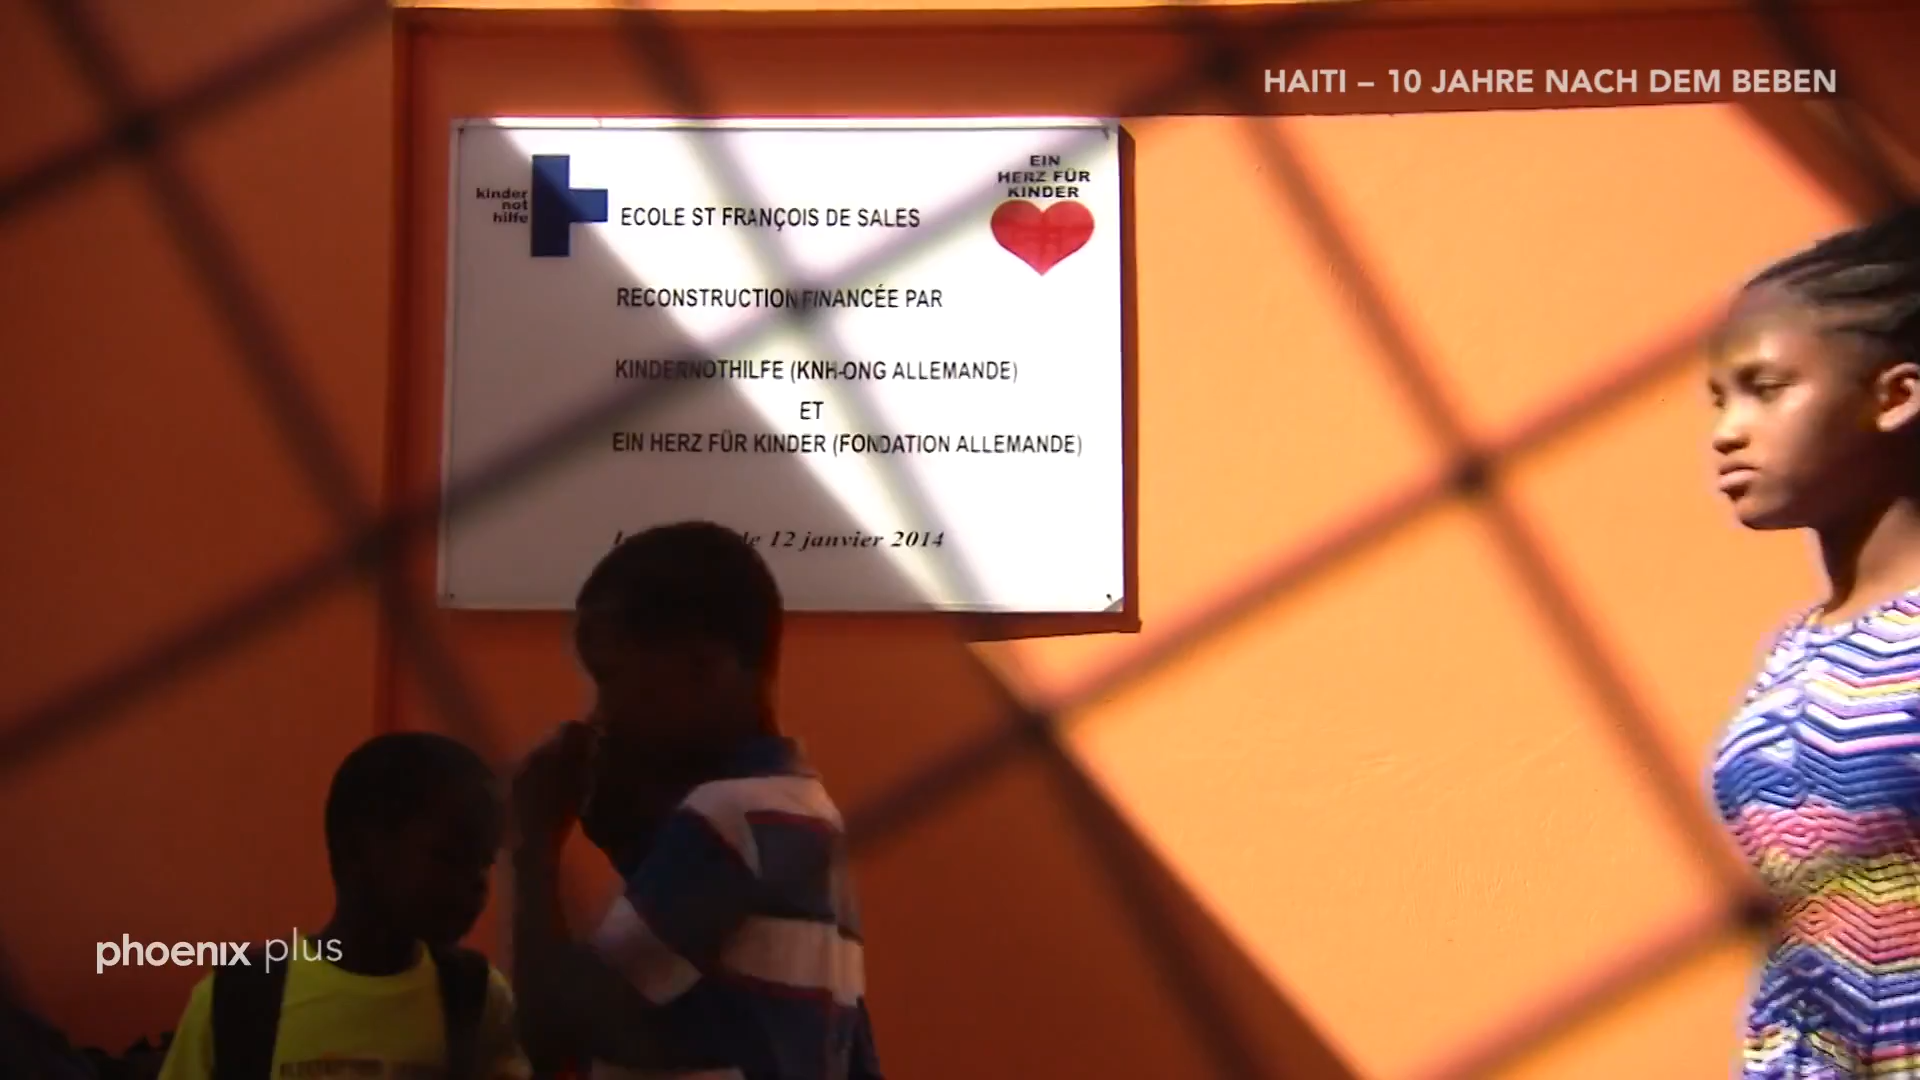 HAITI – 10 JAHRE NACH DEM BEBEN
kinder
not
hilfe
EIN
HERZ FÜR
KINDER
ECOLE ST FRANÇOIS DE SALES
RECONSTRUCTION FINANCÉE PAR
KINDERNOTHILFE (KNH-ONG ALLEMANDE)
ET
EIN HERZ FÜR KINDER (FONDATION ALLEMANDE)
le 12 janvier 2014
phoenix plus